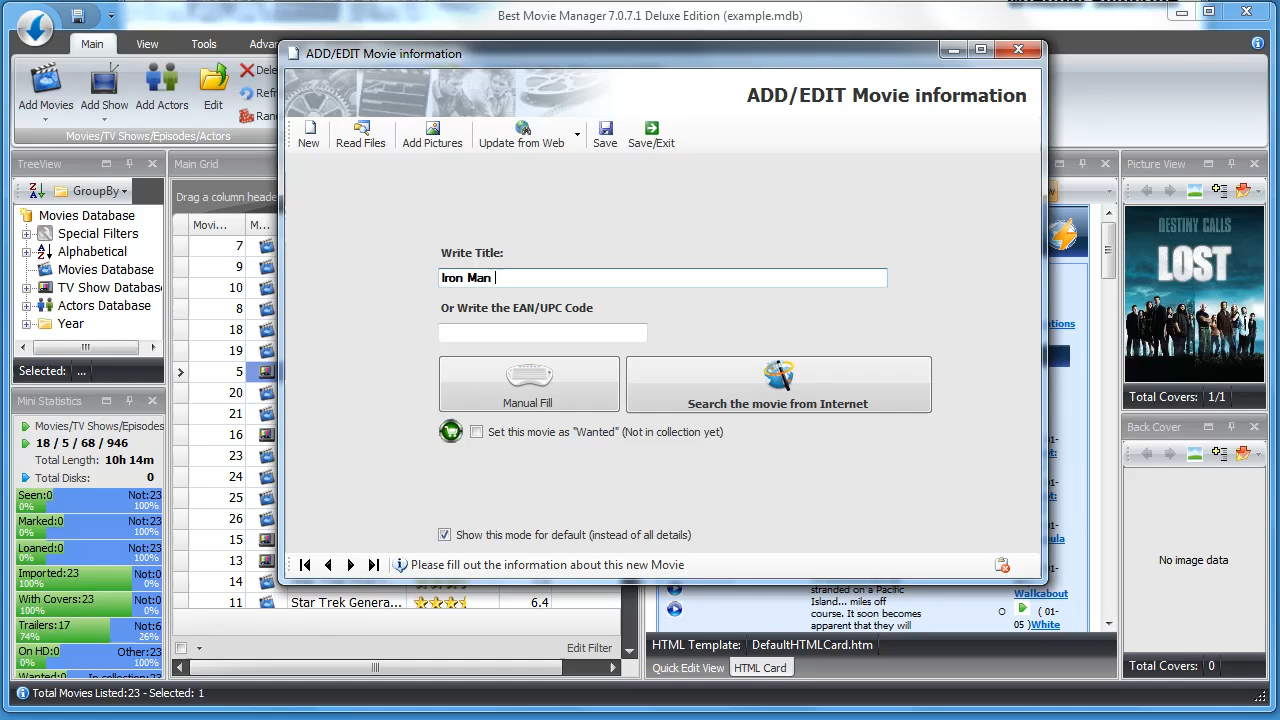 Best Movie Manager 7.0.7.1 Deluxe Edition (example.mdb)
Main View Tools
Add Movies Add Show Add Actors Edit
Movies/TV Shows/Episodes/Actors
ADD/EDIT Movie information
ADD/EDIT Movie information
New Read Files Add Pictures Update from Web Save Save/Exit
Write Title:
Iron Man
Or Write the EAN/UPC Code
Manual Fill
Search the movie from Internet
Set this movie as "Wanted" (Not in collection yet)
Show this mode for default (instead of all details)
Please fill out the information about this new Movie
TreeView
GroupBy
Movies Database
Special Filters
Alphabetical
Movies Database
TV Show Database
Actors Database
Year
Selected: ...
Mini Statistics
Movies/TV Shows/Episodes
18 / 5 / 68 / 946
Total Length: 10h 14m
Total Disks: 0
Seen:0 Not:23
0% 100%
Marked:0 Not:23
0% 100%
Loaned:0 Not:23
0% 100%
Imported:23 Not:0
100% 0%
With Covers:23 Not:0
100% 0%
Trailers:17 Not:6
74% 26%
On HD:0 Other:23
0% 100%
Wanted:0 In collection:23
Main Grid
Drag a column heade
Movi... M...
7
9
10
8
18
19
5
20
21
16
23
24
25
26
15
13
14
11 Star Trek Genera... 6.4
Edit Filter
stranded on a Pacific
Island... miles off
course. It soon becomes
apparent that they will
Walkabout
O ( 01-
05 )White
HTML Template: DefaultHTMLCard.htm
Quick Edit View HTML Card
Picture View
DESTINY CALLS
LOST
Total Covers: 1/1
Back Cover
No image data
Total Covers: 0
Total Movies Listed:23 - Selected: 1